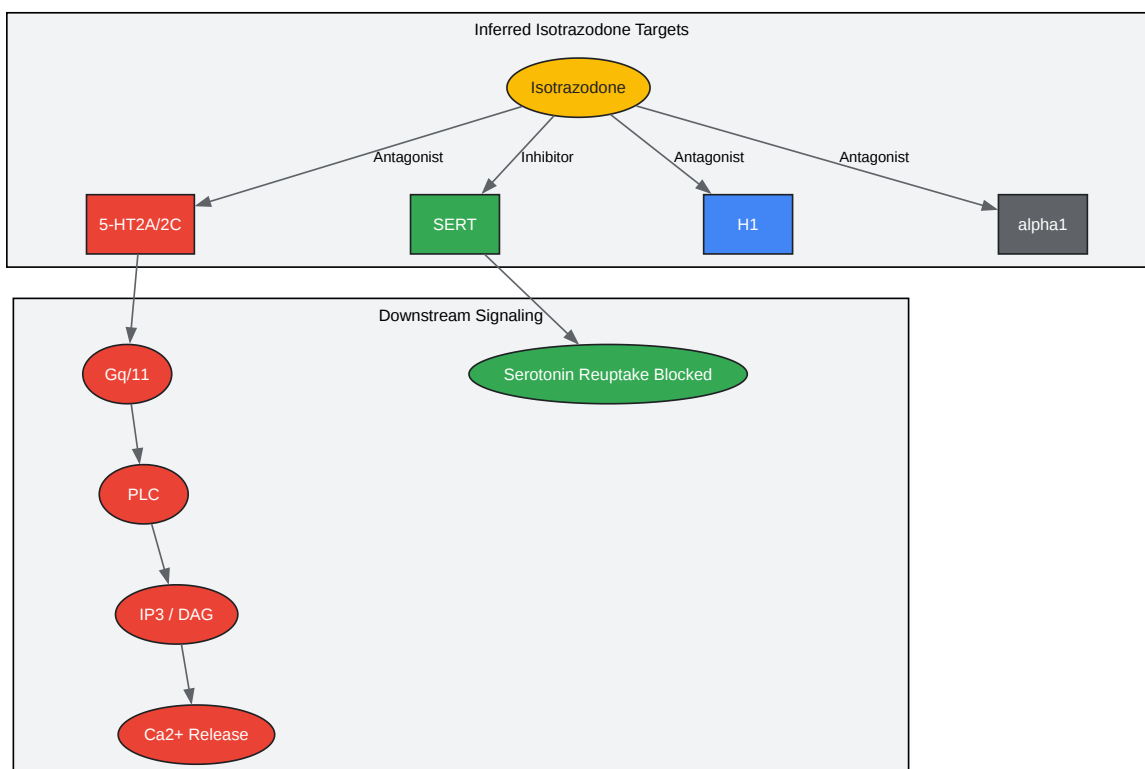 Inferred Isotrazodone Targets
Isotrazodone
Antagonist
Inhibitor
Antagonist
Antagonist
5-HT2A/2C
SERT
H1
alpha1
Downstream Signaling
Gq/11
Serotonin Reuptake Blocked
PLC
IP3 / DAG
Ca2+ Release